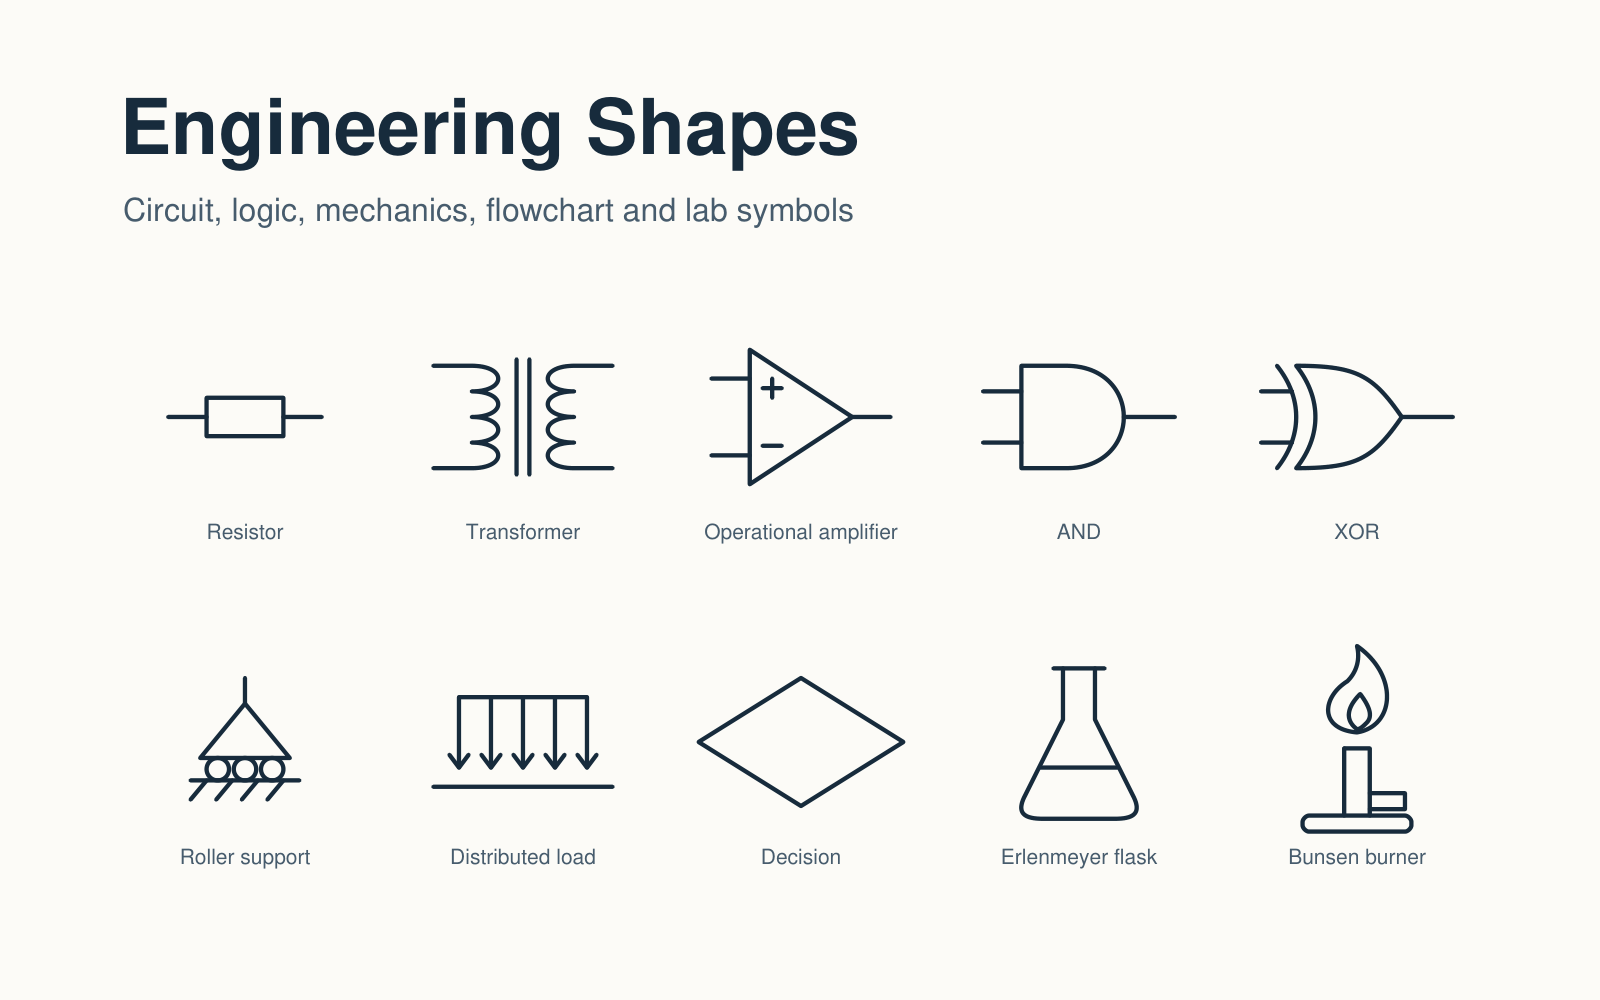 Engineering Shapes
Circuit, logic, mechanics, flowchart and lab symbols
Resistor
Transformer
Operational amplifier
AND
XOR
Roller support
Distributed load
Decision
Erlenmeyer flask
Bunsen burner